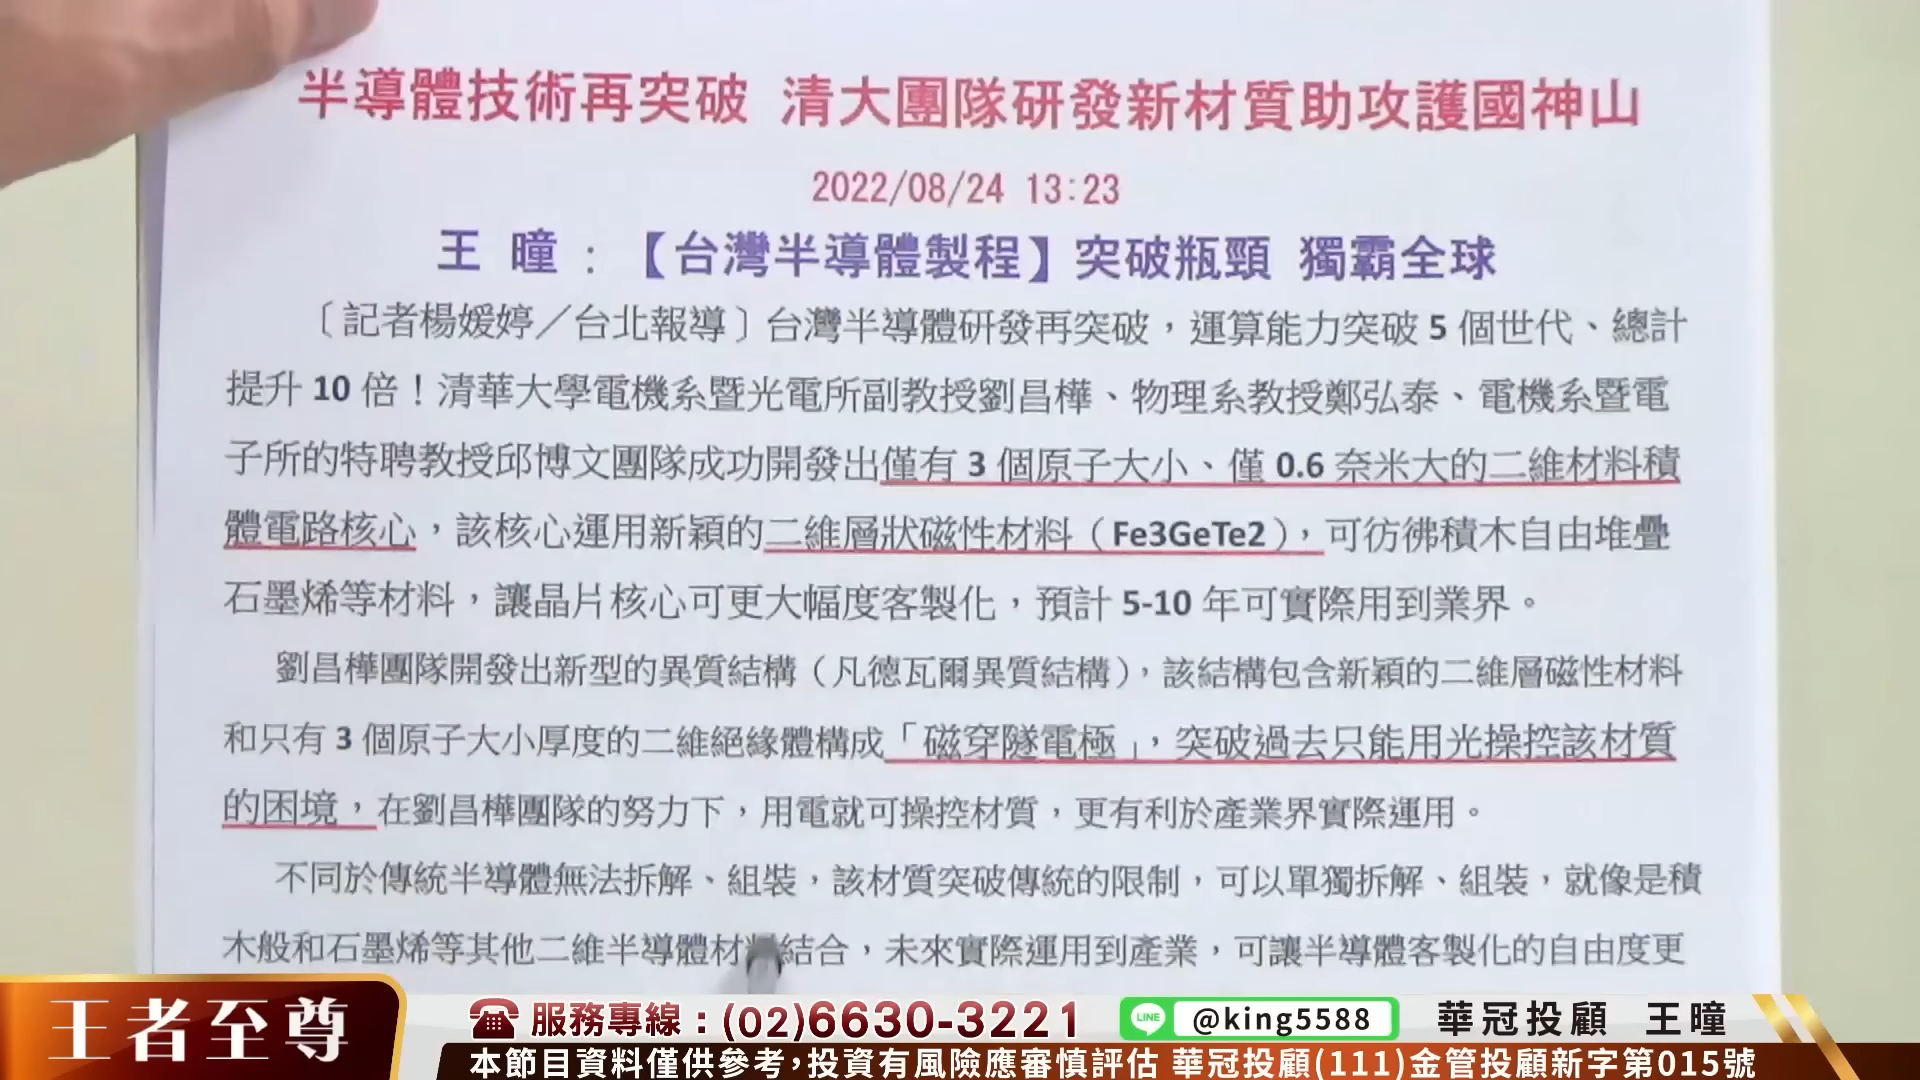 半導體技術再突破 清大團隊研發新材質助攻護國神山
2022/08/24 13:23
王 曈：【台灣半導體製程】突破瓶頸 獨霸全球
〔記者楊媛婷／台北報導〕台灣半導體研發再突破，運算能力突破 5 個世代、總計
提升 10 倍！清華大學電機系暨光電所副教授劉昌樺、物理系教授鄭弘泰、電機系暨電
子所的特聘教授邱博文團隊成功開發出僅有 3 個原子大小、僅 0.6 奈米大的二維材料積
體電路核心，該核心運用新穎的二維層狀磁性材料（Fe3GeTe2），可彷彿積木自由堆疊
石墨烯等材料，讓晶片核心可更大幅度客製化，預計 5-10 年可實際用到業界。
劉昌樺團隊開發出新型的異質結構（凡德瓦爾異質結構），該結構包含新穎的二維層磁性材料
和只有 3 個原子大小厚度的二維絕緣體構成「磁穿隧電極」，突破過去只能用光操控該材質
的困境，在劉昌樺團隊的努力下，用電就可操控材質，更有利於產業界實際運用。
不同於傳統半導體無法拆解、組裝，該材質突破傳統的限制，可以單獨拆解、組裝，就像是積
木般和石墨烯等其他二維半導體材料結合，未來實際運用到產業，可讓半導體客製化的自由度更
王者至尊
服務專線：(02)6630-3221 LINE @king5588 華冠投顧 王曈
本節目資料僅供參考，投資有風險應審慎評估 華冠投顧(111)金管投顧新字第015號